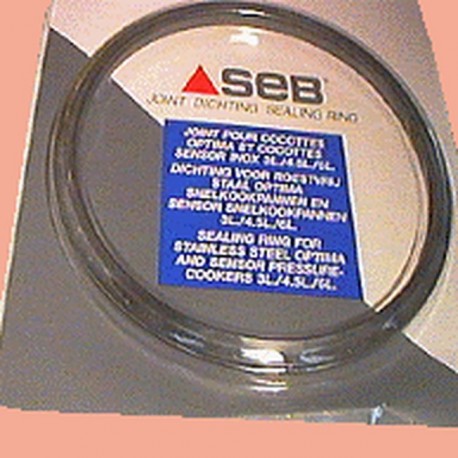 SEB
JOINT DICHTING SEALING RING
JOINT POUR COCOTTES
OPTIMA ET COCOTTES
SENSOR INOX 3L./4.5L./6L.
DICHTING VOOR ROESTVRIJ
STAAL OPTIMA
SNELKOOKPANNEN EN
SENSOR SNELKOOKPANNEN
3L./4.5L./6L.
SEALING RING FOR
STAINLESS STEEL OPTIMA
AND SENSOR PRESSURE-
COOKERS 3L./4.5L./6L.